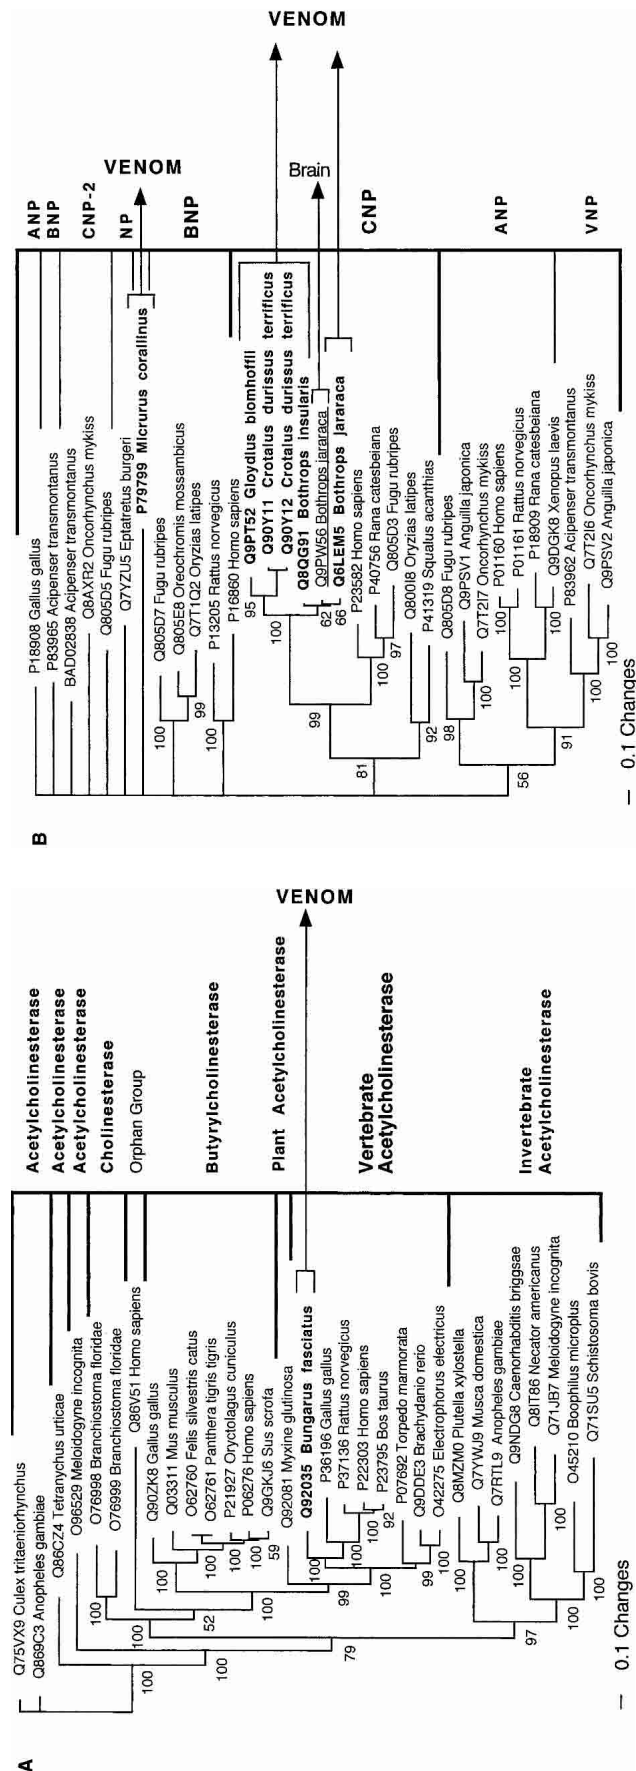 A
Q75VX9 Culex tritaeniorhynchus
Q869C3 Anopheles gambiae
Q86CZ4 Tetranychus urticae
O96529 Meloidogyne incognita
O76998 Branchiostoma floridae
O76999 Branchiostoma floridae
Q86V51 Homo sapiens
Q90ZK8 Gallus gallus
Q03311 Mus musculus
O62760 Felis silvestris catus
O62761 Panthera tigris tigris
P21927 Oryctolagus cuniculus
P06276 Homo sapiens
Q9GKJ6 Sus scrofa
Q92081 Myxine glutinosa
Q92035 Bungarus fasciatus
P36196 Gallus gallus
P37136 Rattus norvegicus
P22303 Homo sapiens
P23795 Bos taurus
P07692 Torpedo marmorata
Q9DDE3 Brachydanio rerio
O42275 Electrophorus electricus
Q8MZM0 Plutella xylostella
Q7YWJ9 Musca domestica
Q7RTL9 Anopheles gambiae
Q9NDG8 Caenorhabditis briggsae
Q8IT86 Necator americanus
Q71JB7 Meloidogyne incognita
O45210 Boophilus microplus
Q71SU5 Schistosoma bovis
100
100
79
100
100
52
100
100
100
100
100
100
59
99
100
100
100
100
92
100
99
100
97
100
100
100
100
100
100
Acetylcholinesterase
Acetylcholinesterase
Acetylcholinesterase
Cholinesterase
Orphan Group
Butyrylcholinesterase
Plant Acetylcholinesterase
Vertebrate
Acetylcholinesterase
Invertebrate
Acetylcholinesterase
VENOM
0.1 Changes
B
P18908 Gallus gallus
P83965 Acipenser transmontanus
BAD02838 Acipenser transmontanus
Q8AXR2 Oncorhynchus mykiss
Q805D5 Fugu rubripes
Q7YZU5 Eptatretus burgeri
P79799 Micrurus corallinus
Q805D7 Fugu rubripes
Q805E8 Oreochromis mossambicus
Q7T1Q2 Oryzias latipes
P13205 Rattus norvegicus
P16860 Homo sapiens
Q9PT52 Gloydius blomhoffii
Q90Y11 Crotalus durissus terrificus
Q90Y12 Crotalus durissus terrificus
Q8QG91 Bothrops insularis
Q9PW56 Bothrops jararaca
Q6LEM5 Bothrops jararaca
P23582 Homo sapiens
P40756 Rana catesbeiana
Q805D3 Fugu rubripes
Q800I8 Oryzias latipes
P41319 Squalus acanthias
Q805D8 Fugu rubripes
Q9PSV1 Anguilla japonica
Q7T2I7 Oncorhynchus mykiss
P01160 Homo sapiens
P01161 Rattus norvegicus
P18909 Rana catesbeiana
Q9DGK8 Xenopus laevis
P83962 Acipenser transmontanus
Q7T2I6 Oncorhynchus mykiss
Q9PSV2 Anguilla japonica
100
99
100
95
100
62
66
99
100
97
81
92
98
100
56
100
100
100
91
100
100
ANP
BNP
CNP-2
NP
BNP
CNP
ANP
VNP
VENOM
VENOM
Brain
0.1 Changes